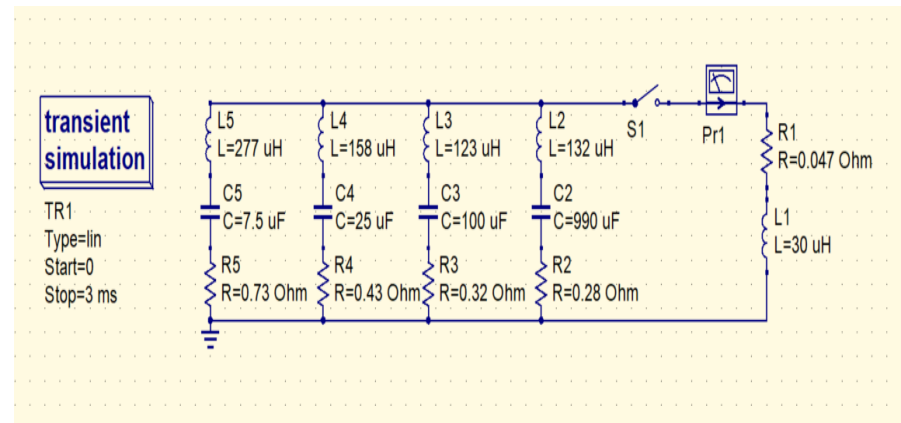 transient
simulation
TR1
Type=lin
Start=0
Stop=3 ms
L5
L=277 uH
C5
C=7.5 uF
R5
R=0.73 Ohm
L4
L=158 uH
C4
C=25 uF
R4
R=0.43 Ohm
L3
L=123 uH
C3
C=100 uF
R3
R=0.32 Ohm
L2
L=132 uH
C2
C=990 uF
R2
R=0.28 Ohm
S1
Pr1
R1
R=0.047 Ohm
L1
L=30 uH